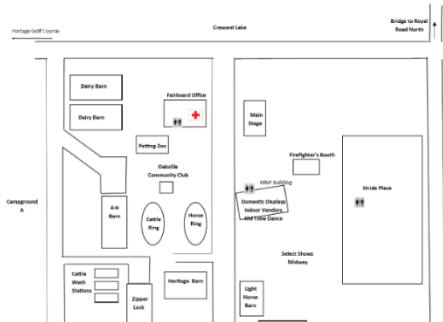 Bridge to Royal
Road North
Portage Golf Course
Crescent Lake
Dairy Barn
Fairboard Office
Dairy Barn
Main
Stage
Petting Zoo
Firefighter's Booth
Oakville
Community Club
MNP Building
Stride Place
Campground
A
4-H
Barn
Cattle
Ring
Horse
Ring
Domestic Displays
Indoor Vendors
Old Time Dance
Select Shows
Midway
Cattle
Wash
Stations
Heritage Barn
Zipper
Lock
Light
Horse
Barn